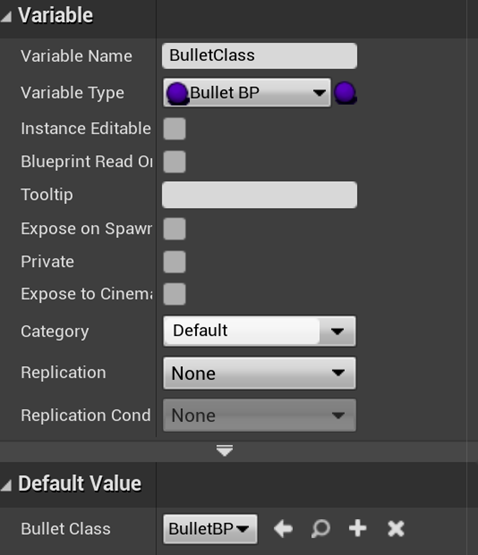 Variable
Variable Name BulletClass
Variable Type Bullet BP
Instance Editable
Blueprint Read Or
Tooltip
Expose on Spawr
Private
Expose to Cinema
Category Default
Replication None
Replication Cond None
Default Value
Bullet Class BulletBP